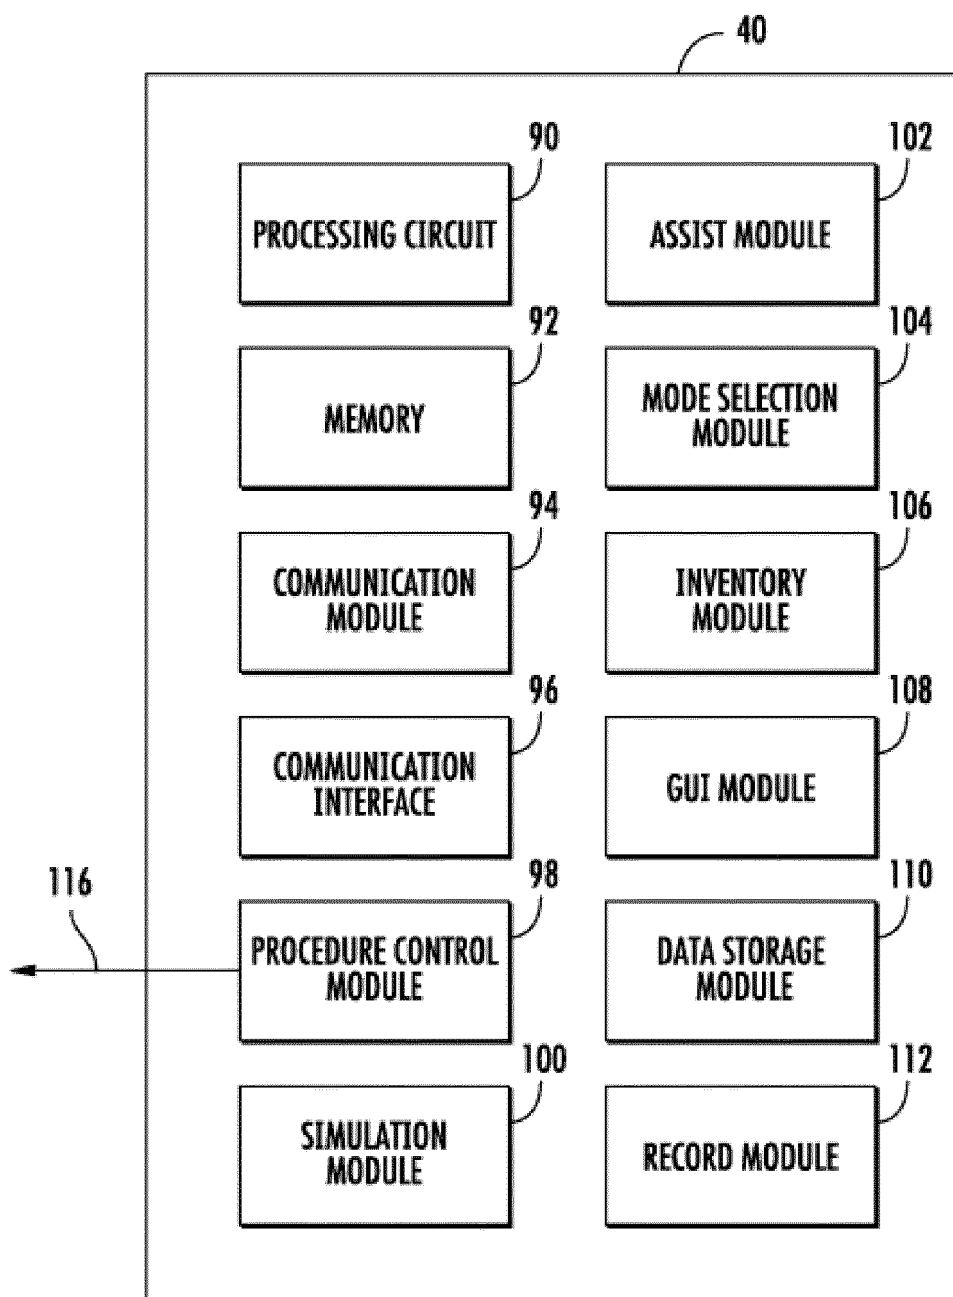 40
90
102
PROCESSING CIRCUIT
ASSIST MODULE
92
104
MEMORY
MODE SELECTION
MODULE
94
106
COMMUNICATION
MODULE
INVENTORY
MODULE
96
108
COMMUNICATION
INTERFACE
GUI MODULE
116
98
110
PROCEDURE CONTROL
MODULE
DATA STORAGE
MODULE
100
112
SIMULATION
MODULE
RECORD MODULE